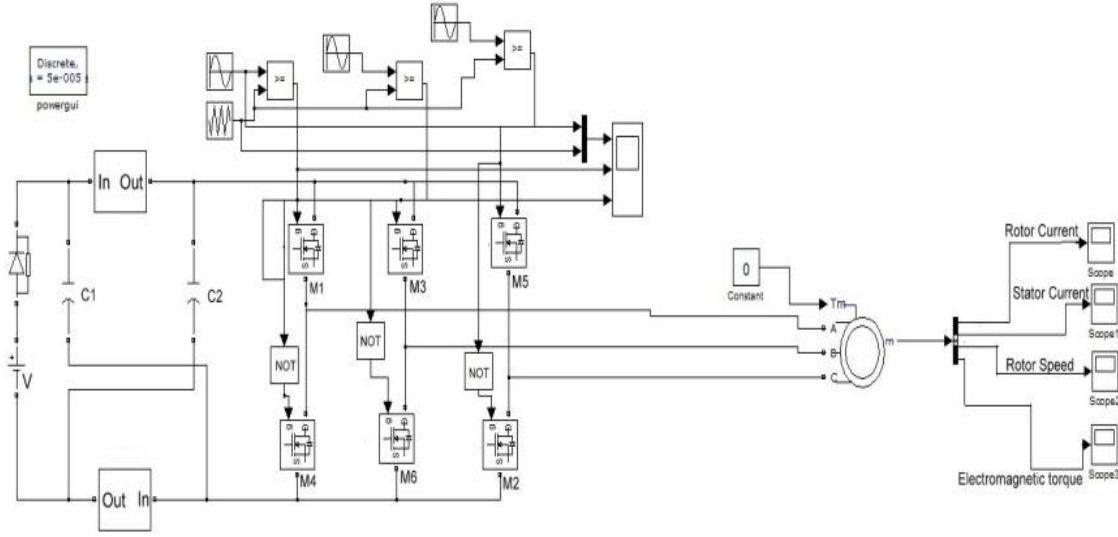 Discrete,
= 5e-005
powergui
>=
>=
>=
In Out
C1
C2
V
Out In
g
D
S
M1
g
D
S
M3
g
D
S
M5
NOT
NOT
NOT
g
D
S
M4
g
D
S
M6
g
D
S
M2
0
Constant
Tm
A
B
C
m
Rotor Current
Scope
Stator Current
Scope1
Rotor Speed
Scope2
Electromagnetic torque
Scope3